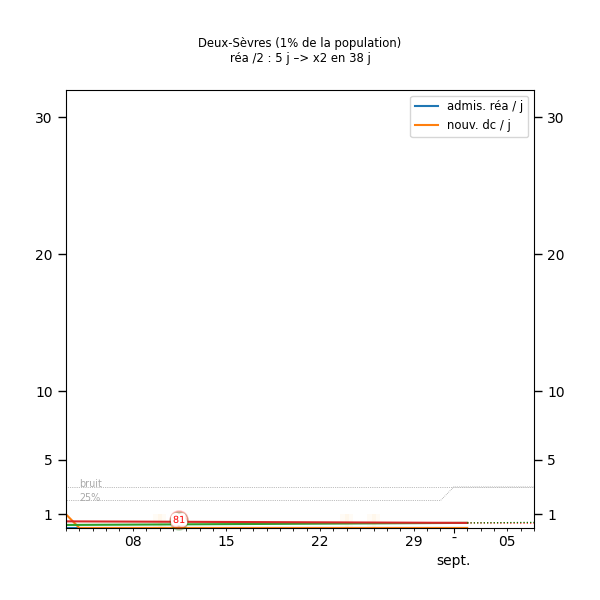 Deux-Sèvres (1% de la population)
réa /2 : 5 j –> x2 en 38 j
admis. réa / j
nouv. dc / j
30 30
20 20
10 10
5 5
bruit
25%
1 81 1
08 15 22 29 - 05
sept.